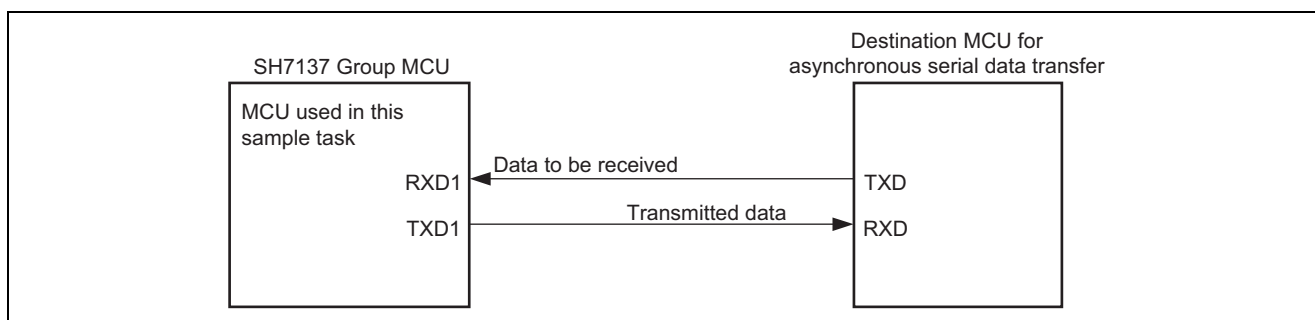 SH7137 Group MCU
MCU used in this
sample task
RXD1
TXD1
Data to be received
Transmitted data
Destination MCU for
asynchronous serial data transfer
TXD
RXD